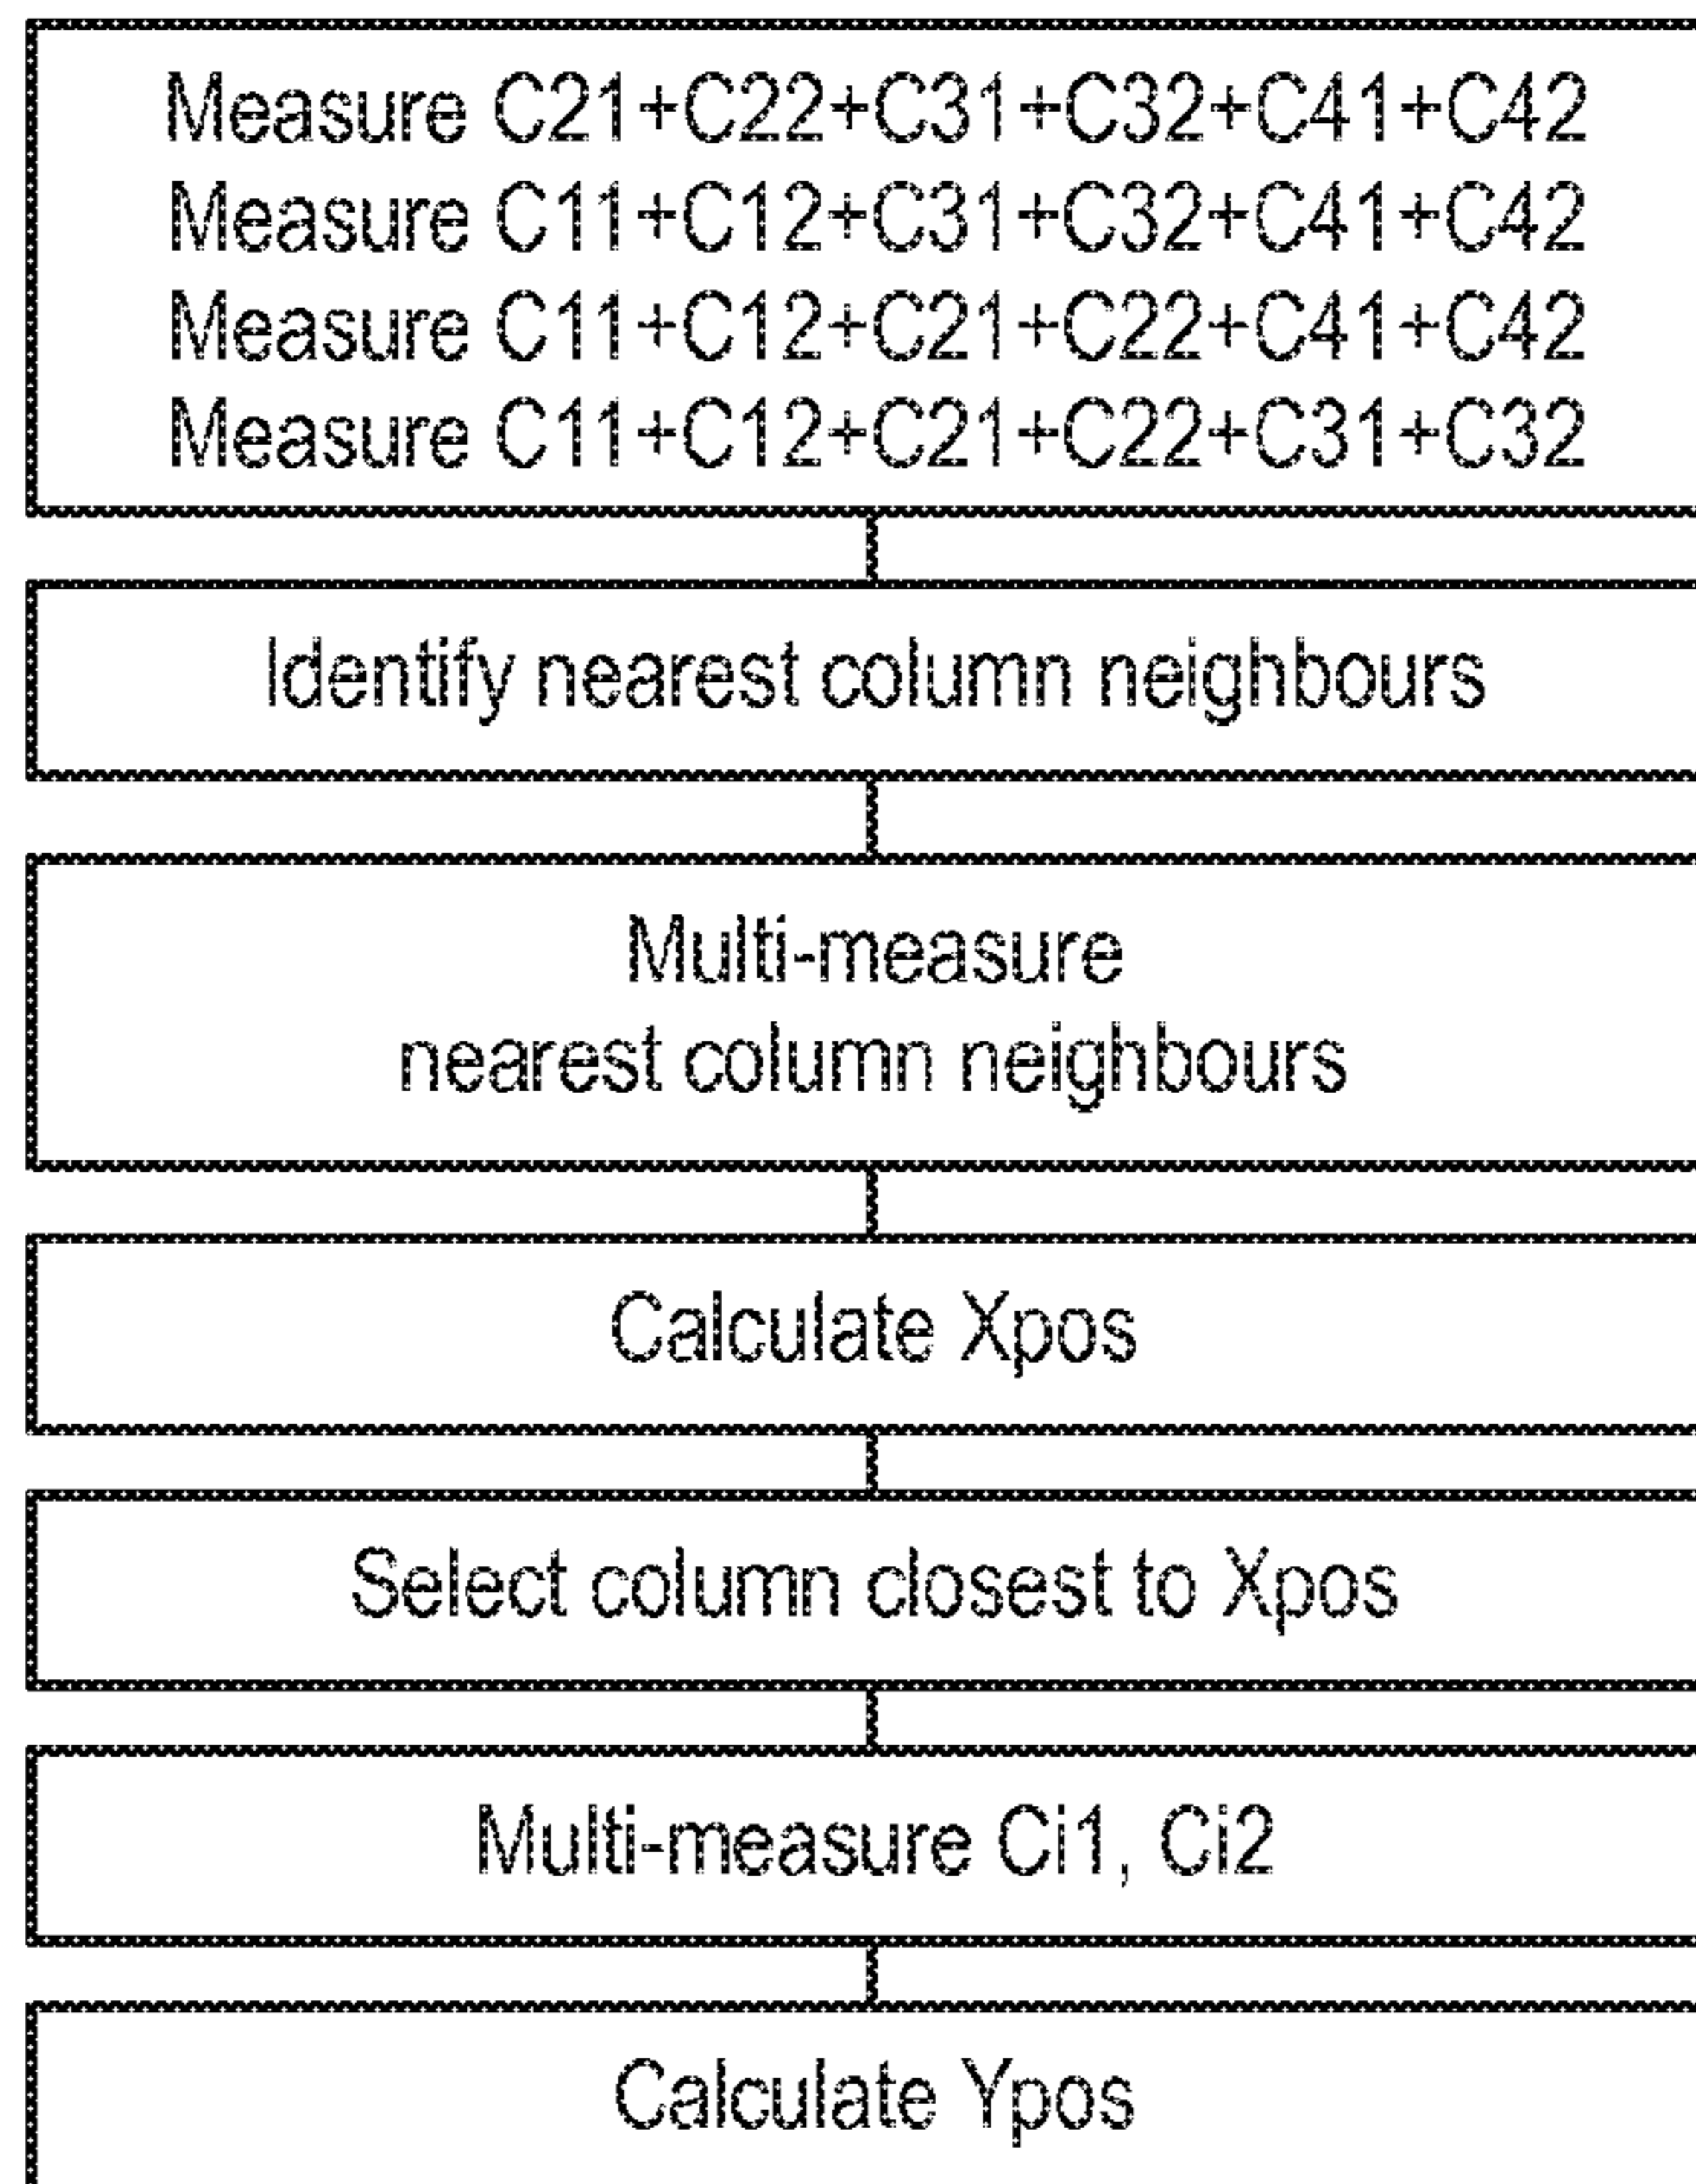 Measure C21+C22+C31+C32+C41+C42
Measure C11+C12+C31+C32+C41+C42
Measure C11+C12+C21+C22+C41+C42
Measure C11+C12+C21+C22+C31+C32
Identify nearest column neighbours
Multi-measure
nearest column neighbours
Calculate Xpos
Select column closest to Xpos
Multi-measure Ci1, Ci2
Calculate Ypos